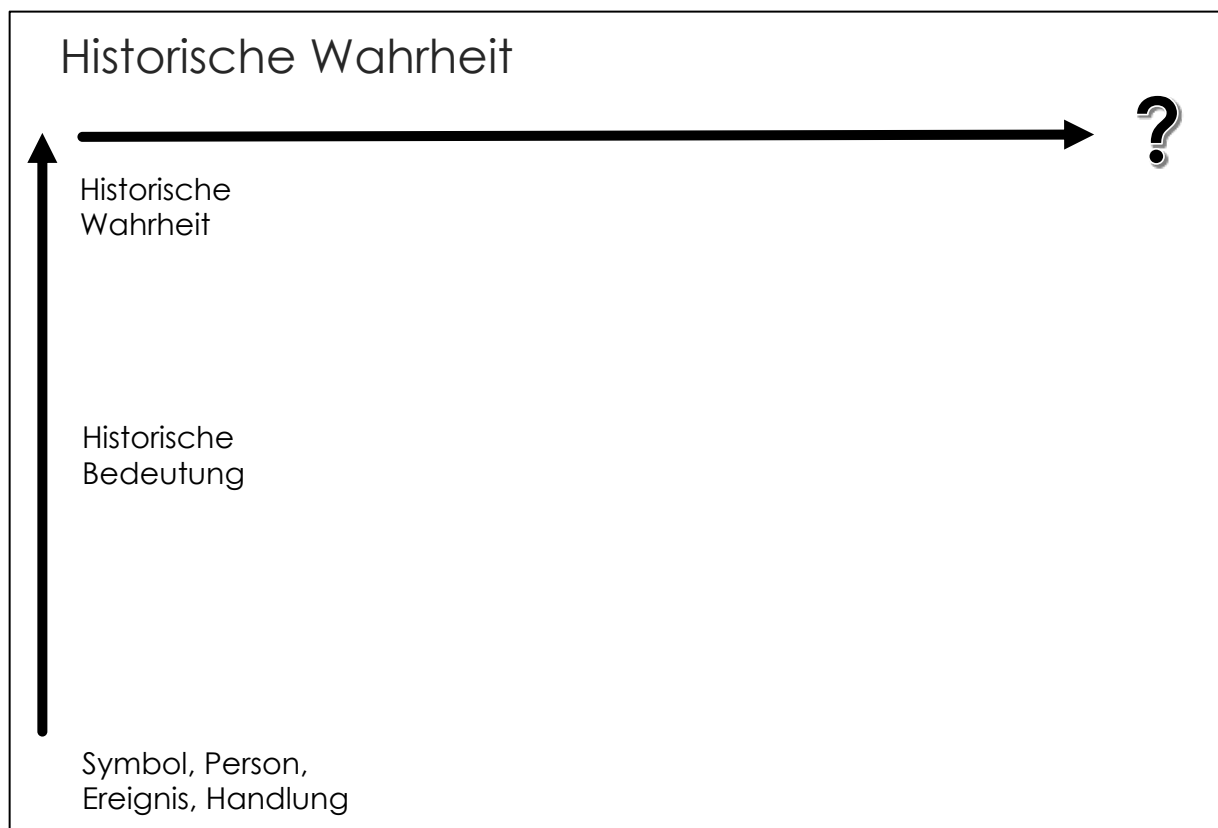 Historische Wahrheit
?
Historische
Wahrheit
Historische
Bedeutung
Symbol, Person,
Ereignis, Handlung